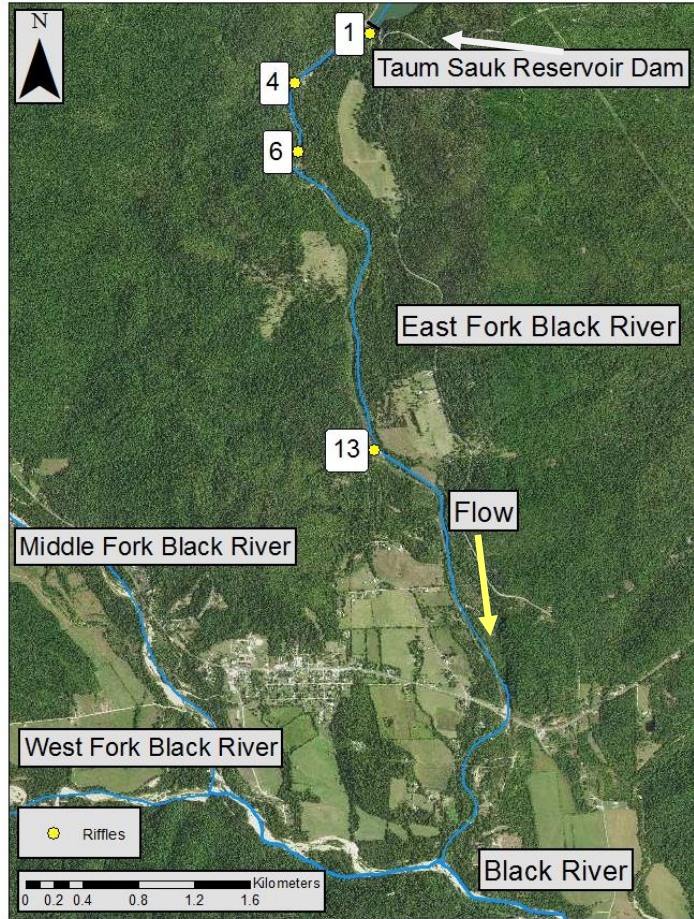 N
1
Taum Sauk Reservoir Dam
4
6
East Fork Black River
13
Flow
Middle Fork Black River
West Fork Black River
Riffles
Black River
Kilometers
0 0.2 0.4 0.8 1.2 1.6